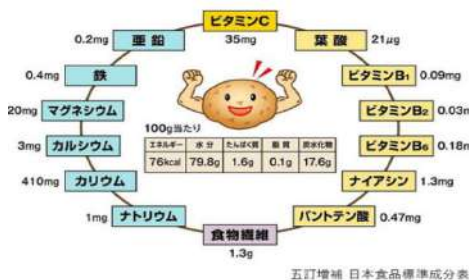 ビタミンC
35mg
0.2mg 亜鉛
葉酸 21μg
0.4mg 鉄
ビタミンB₁ 0.09mg
20mg マグネシウム
ビタミンB₂ 0.03m
3mg カルシウム
ビタミンB₆ 0.18m
410mg カリウム
ナイアシン 1.3mg
1mg ナトリウム
パントテン酸 0.47mg
食物繊維
1.3g
100g当たり
エネルギー 水分 たんぱく質 脂質 炭水化物
76kcal 79.8g 1.6g 0.1g 17.6g
五訂増補 日本食品標準成分表